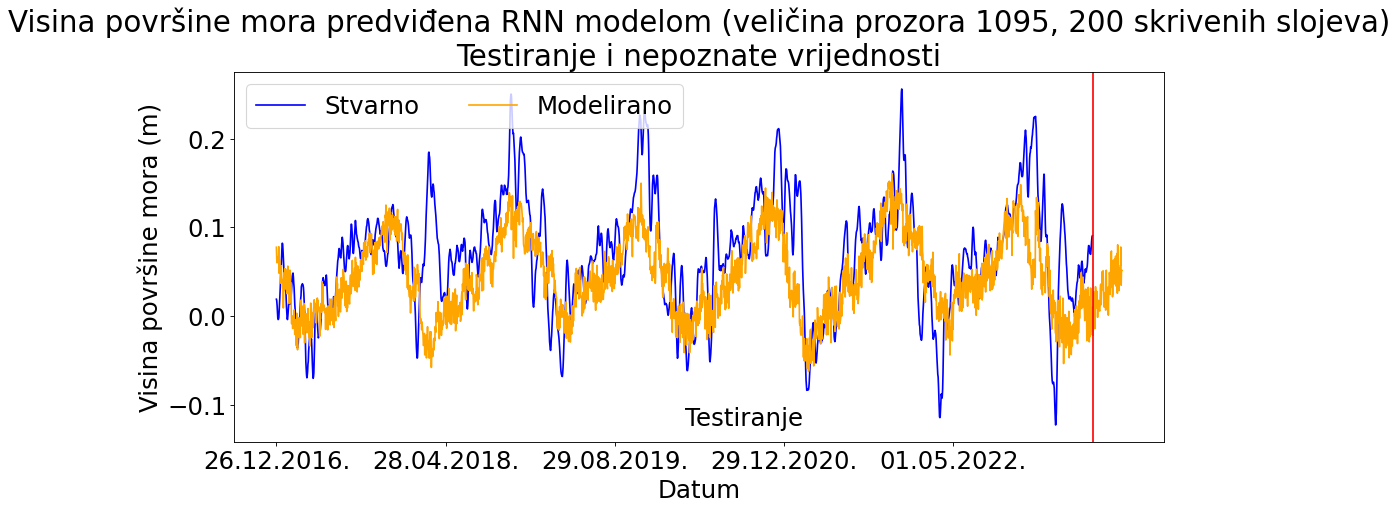 Visina površine mora predviđena RNN modelom (veličina prozora 1095, 200 skrivenih slojeva)
Testiranje i nepoznate vrijednosti
Stvarno Modelirano
Visina površine mora (m)
0.2
0.1
0.0
−0.1
Testiranje
26.12.2016. 28.04.2018. 29.08.2019. 29.12.2020. 01.05.2022.
Datum